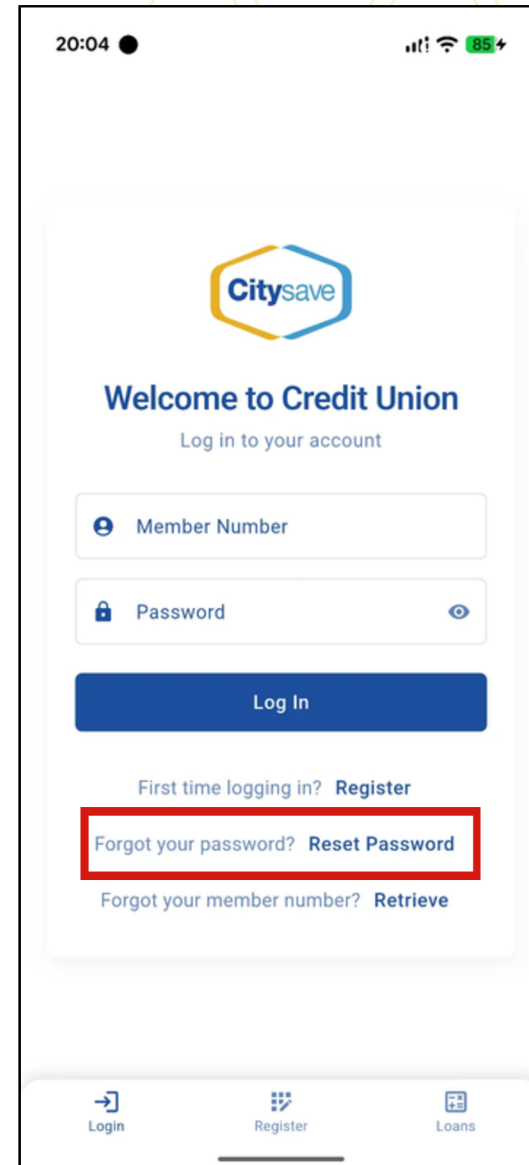 20:04
85
Citysave
Welcome to Credit Union
Log in to your account
Member Number
Password
Log In
First time logging in? Register
Forgot your password? Reset Password
Forgot your member number? Retrieve
Login Register Loans